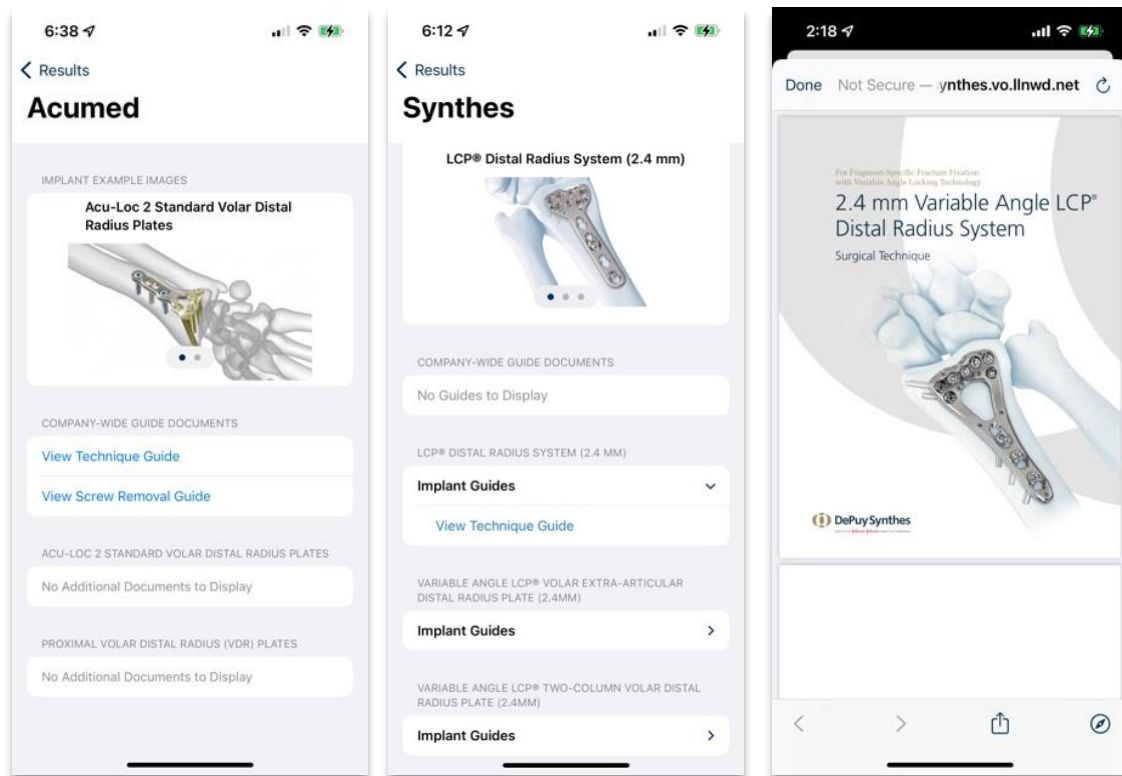 6:38
Results
Acumed
IMPLANT EXAMPLE IMAGES
Acu-Loc 2 Standard Volar Distal
Radius Plates
COMPANY-WIDE GUIDE DOCUMENTS
View Technique Guide
View Screw Removal Guide
ACU-LOC 2 STANDARD VOLAR DISTAL RADIUS PLATES
No Additional Documents to Display
PROXIMAL VOLAR DISTAL RADIUS (VDR) PLATES
No Additional Documents to Display
6:12
Results
Synthes
LCP® Distal Radius System (2.4 mm)
COMPANY-WIDE GUIDE DOCUMENTS
No Guides to Display
LCP® DISTAL RADIUS SYSTEM (2.4 MM)
Implant Guides
View Technique Guide
VARIABLE ANGLE LCP® VOLAR EXTRA-ARTICULAR
DISTAL RADIUS PLATE (2.4MM)
Implant Guides
VARIABLE ANGLE LCP® TWO-COLUMN VOLAR DISTAL
RADIUS PLATE (2.4MM)
Implant Guides
2:18
Done Not Secure — ynthes.vo.llnwd.net
For Fragment-Specific Fracture Fixation
with Variable Angle Locking Technology
2.4 mm Variable Angle LCP®
Distal Radius System
Surgical Technique
DePuy Synthes